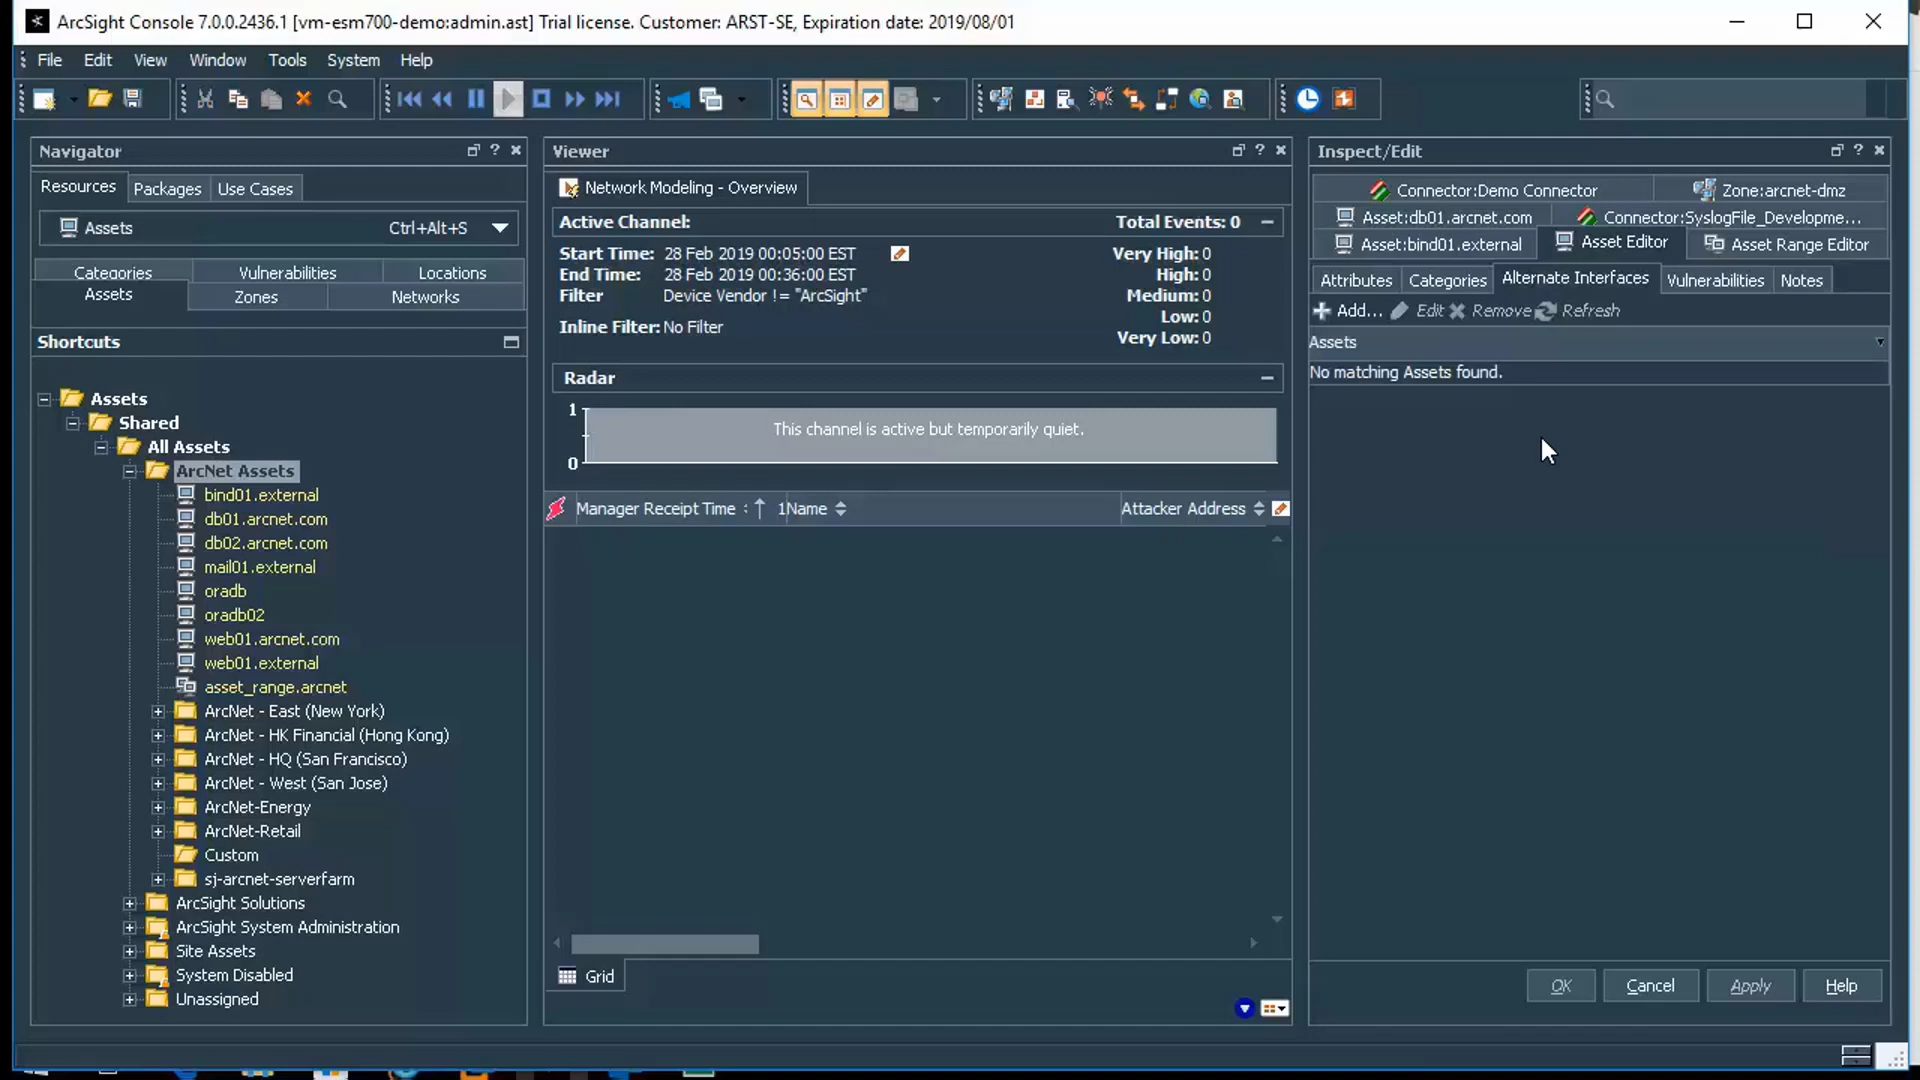 ArcSight Console 7.0.0.2436.1 [vm-esm700-demo:admin.ast] Trial license. Customer: ARST-SE, Expiration date: 2019/08/01
File Edit View Window Tools System Help
Navigator
Resources Packages Use Cases
Assets Ctrl+Alt+S
Categories Vulnerabilities Locations
Assets Zones Networks
Shortcuts
Assets
Shared
All Assets
ArcNet Assets
bind01.external
db01.arcnet.com
db02.arcnet.com
mail01.external
oradb
oradb02
web01.arcnet.com
web01.external
asset_range.arcnet
ArcNet - East (New York)
ArcNet - HK Financial (Hong Kong)
ArcNet - HQ (San Francisco)
ArcNet - West (San Jose)
ArcNet-Energy
ArcNet-Retail
Custom
sj-arcnet-serverfarm
ArcSight Solutions
ArcSight System Administration
Site Assets
System Disabled
Unassigned
Viewer
Network Modeling - Overview
Active Channel: Total Events: 0
Start Time: 28 Feb 2019 00:05:00 EST Very High: 0
End Time: 28 Feb 2019 00:36:00 EST High: 0
Filter Device Vendor != "ArcSight" Medium: 0
Low: 0
Inline Filter: No Filter
Very Low: 0
Radar
1
This channel is active but temporarily quiet.
0
Manager Receipt Time 1 Name Attacker Address
Grid
Inspect/Edit
Connector:Demo Connector Zone:arcnet-dmz
Asset:db01.arcnet.com Connector:SyslogFile_Developme...
Asset:bind01.external Asset Editor Asset Range Editor
Attributes Categories Alternate Interfaces Vulnerabilities Notes
Add... Edit Remove Refresh
Assets
No matching Assets found.
OK Cancel Apply Help